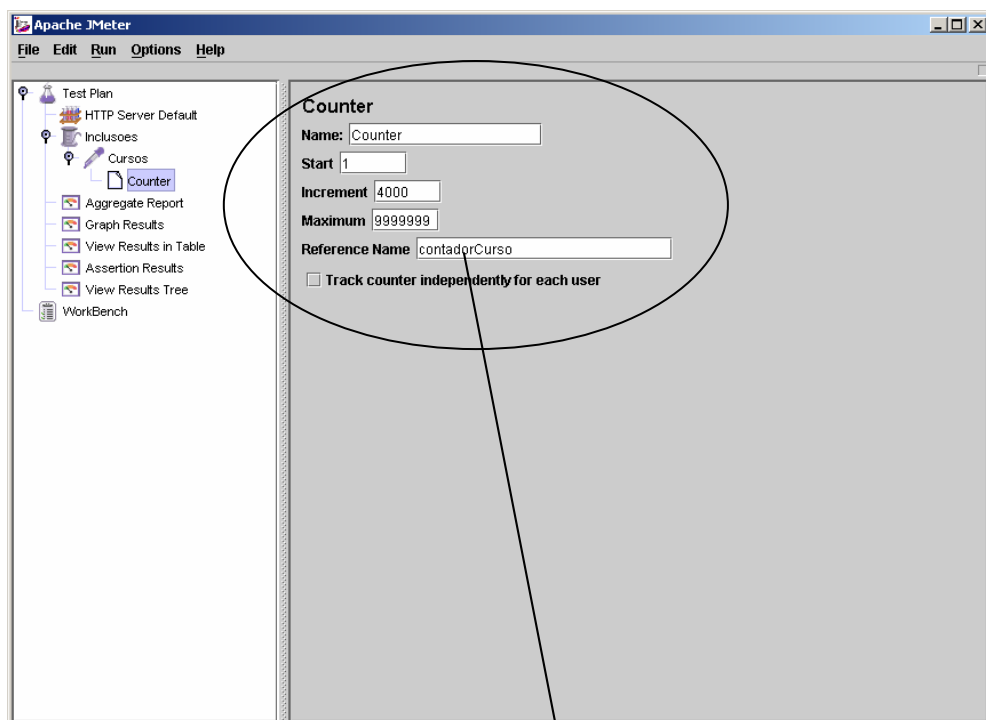 Apache JMeter
File Edit Run Options Help
Test Plan
HTTP Server Default
Inclusoes
Cursos
Counter
Aggregate Report
Graph Results
View Results in Table
Assertion Results
View Results Tree
WorkBench
Counter
Name: Counter
Start 1
Increment 4000
Maximum 9999999
Reference Name contadorCurso
Track counter independently for each user